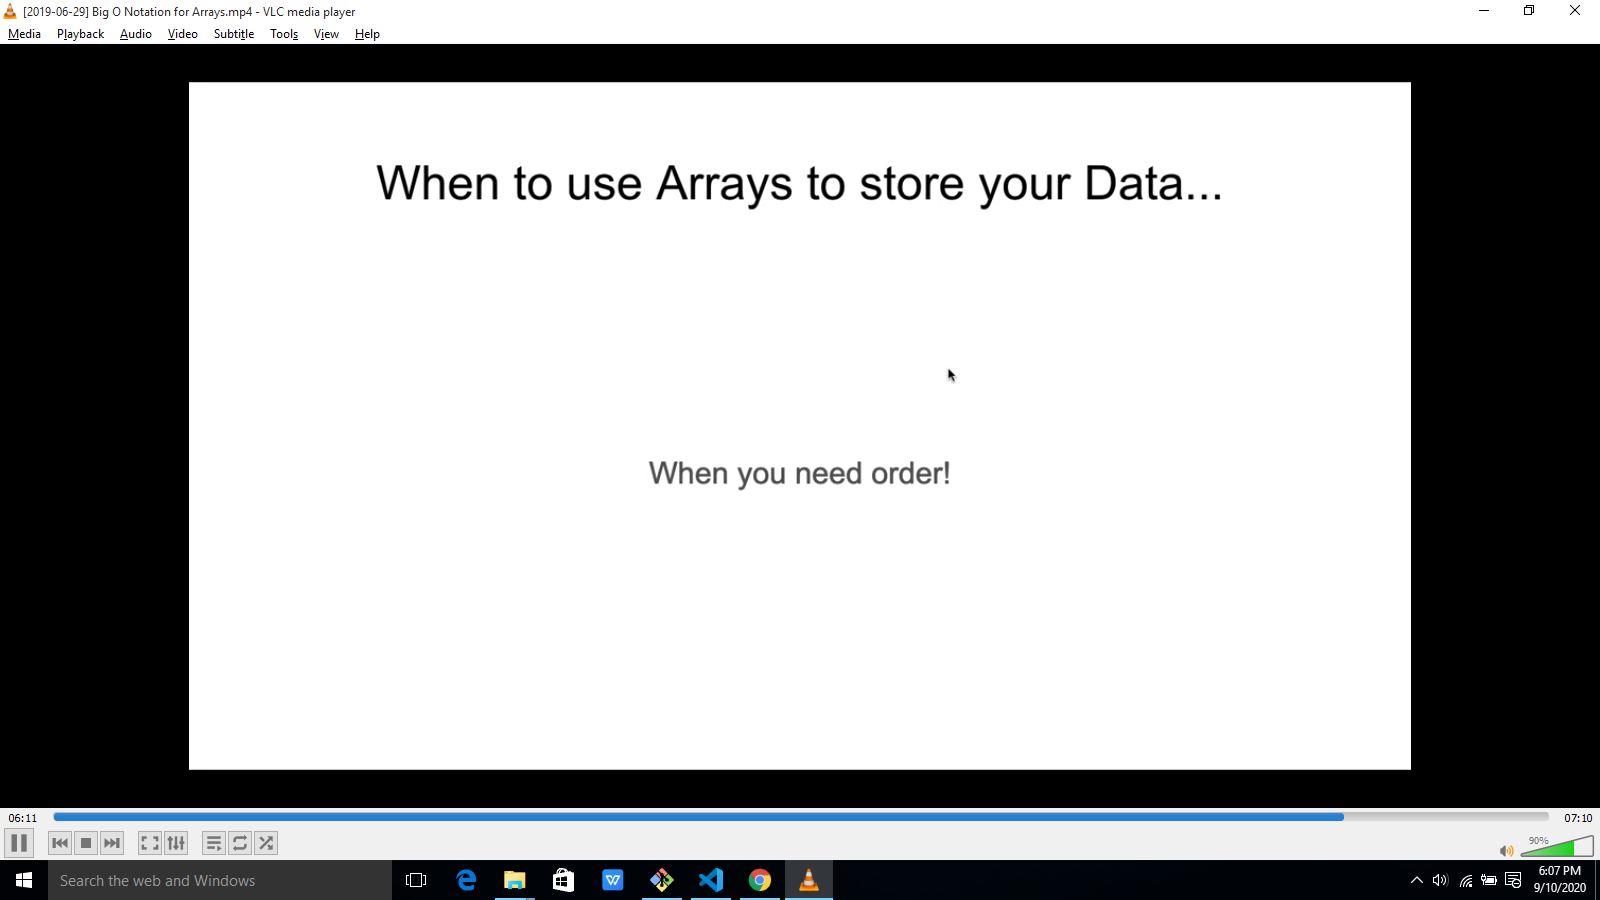 [2019-06-29] Big O Notation for Arrays.mp4 - VLC media player
Media Playback Audio Video Subtitle Tools View Help
When to use Arrays to store your Data...
When you need order!
06:11 07:10
90%
Search the web and Windows
6:07 PM
9/10/2020